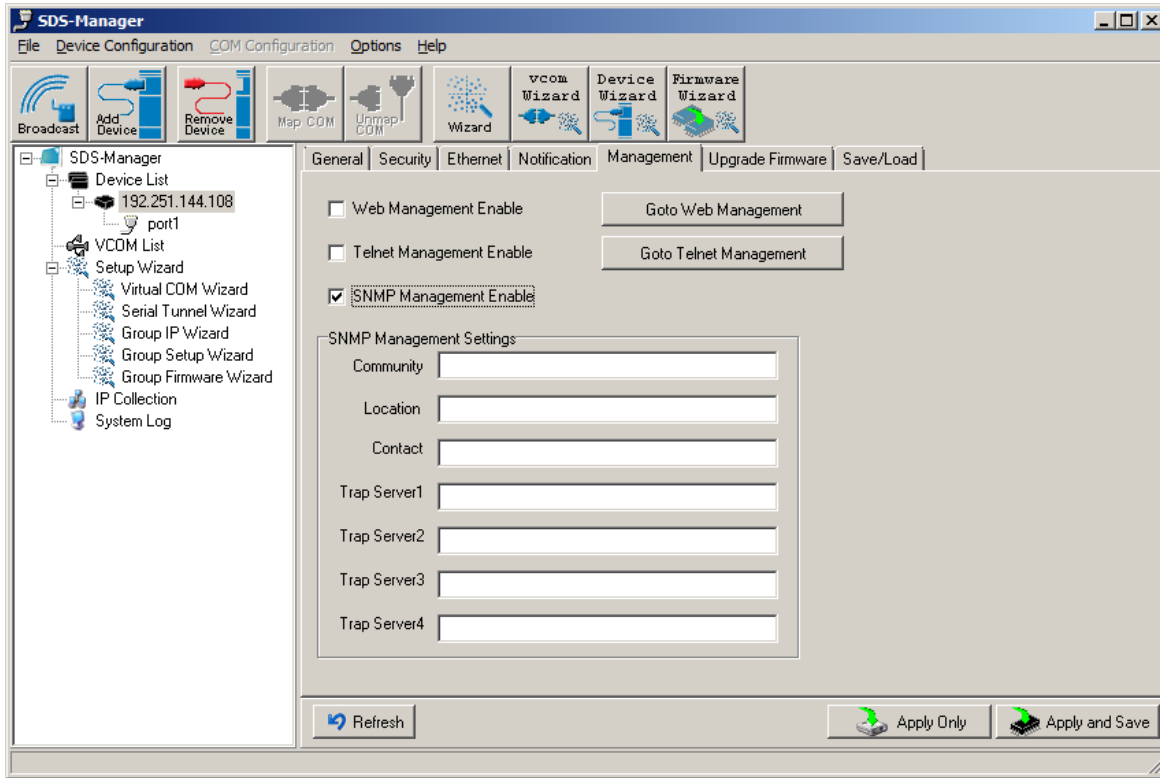 SDS-Manager
File Device Configuration COM Configuration Options Help
Broadcast
Add Device
Remove Device
Map COM
Unmap COM
Wizard
vcom Wizard
Device Wizard
Firmware Wizard
SDS-Manager
Device List
192.251.144.108
port1
VCOM List
Setup Wizard
Virtual COM Wizard
Serial Tunnel Wizard
Group IP Wizard
Group Setup Wizard
Group Firmware Wizard
IP Collection
System Log
General Security Ethernet Notification Management Upgrade Firmware Save/Load
Web Management Enable Goto Web Management
Telnet Management Enable Goto Telnet Management
SNMP Management Enable
SNMP Management Settings
Community
Location
Contact
Trap Server1
Trap Server2
Trap Server3
Trap Server4
Refresh Apply Only Apply and Save